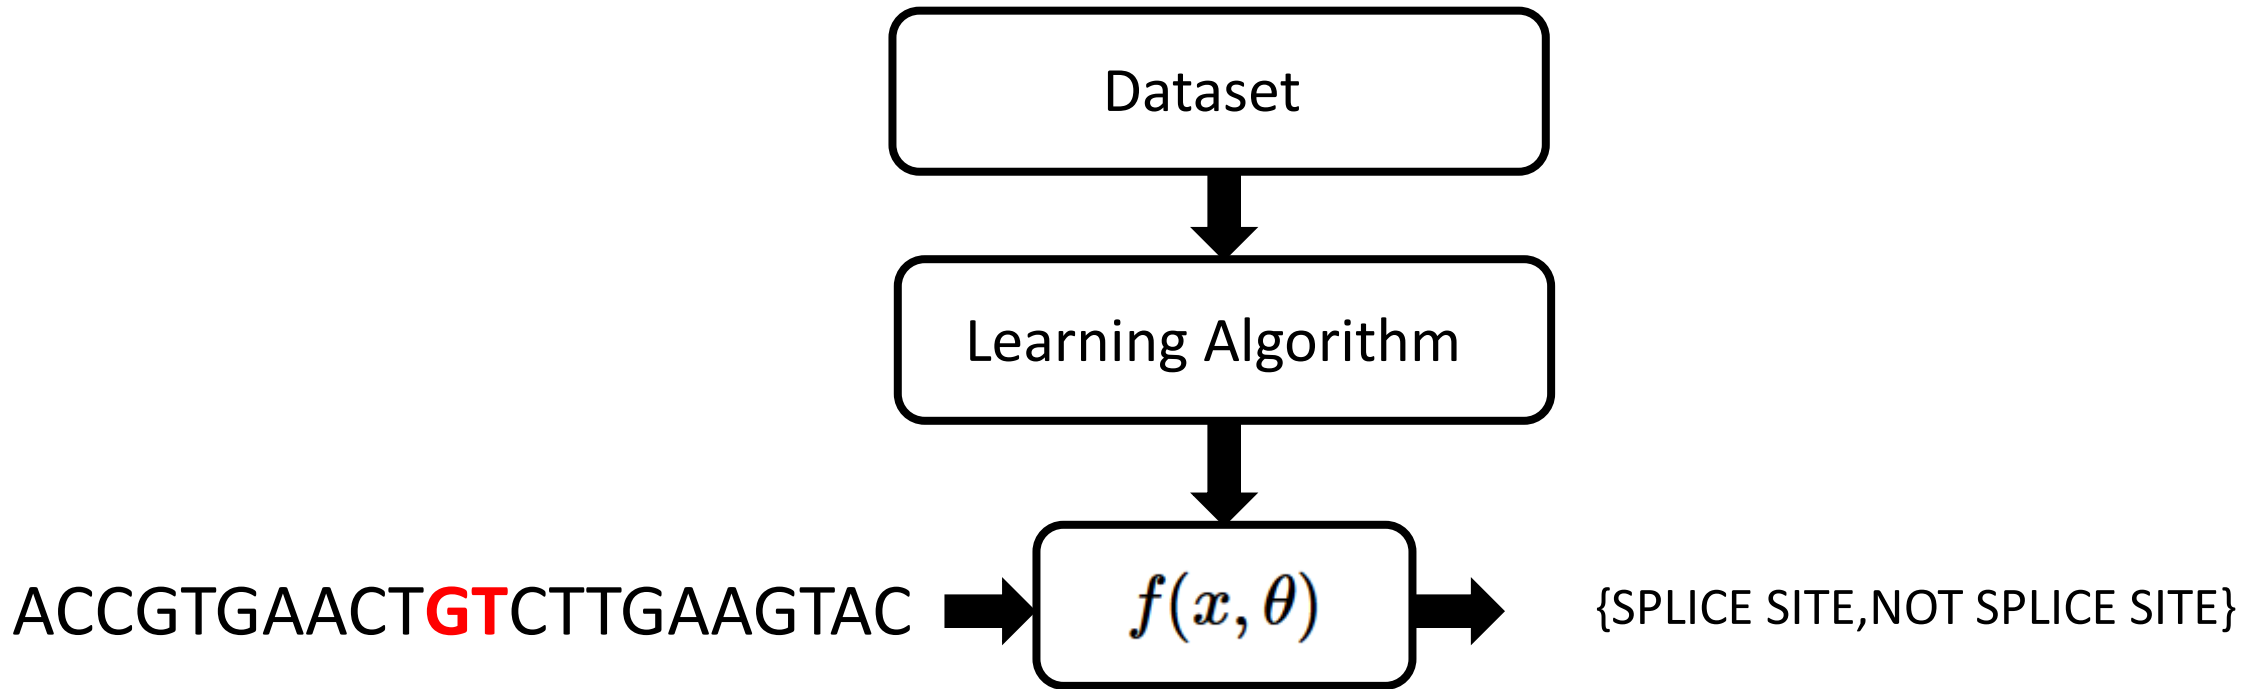 Dataset
Learning Algorithm
ACCGTGAACTGTCTTGAAGTAC
f(x, θ)
{SPLICE SITE,NOT SPLICE SITE}